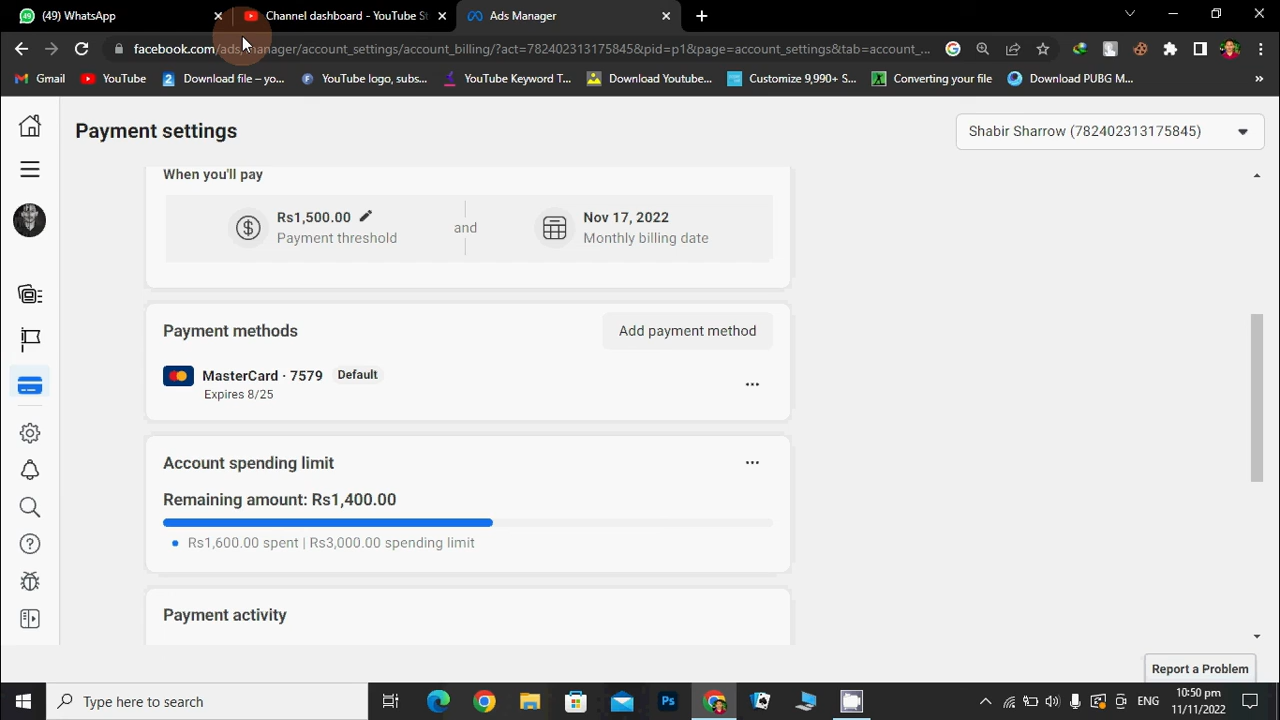 (49) WhatsApp
Channel dashboard - YouTube St
Ads Manager
facebook.com/ads/manager/account_settings/account_billing/?act=782402313175845&pid=p1&page=account_settings&tab=account_...
Gmail
YouTube
Download file – yo...
YouTube logo, subs...
YouTube Keyword T...
Download Youtube...
Customize 9,990+ S...
Converting your file
Download PUBG M...
»
Payment settings
Shabir Sharrow (782402313175845)
When you'll pay
Rs1,500.00
Payment threshold
and
Nov 17, 2022
Monthly billing date
Payment methods
Add payment method
MasterCard · 7579 Default
Expires 8/25
Account spending limit
Remaining amount: Rs1,400.00
Rs1,600.00 spent | Rs3,000.00 spending limit
Payment activity
Report a Problem
Type here to search
Ps
ENG
10:50 pm
11/11/2022